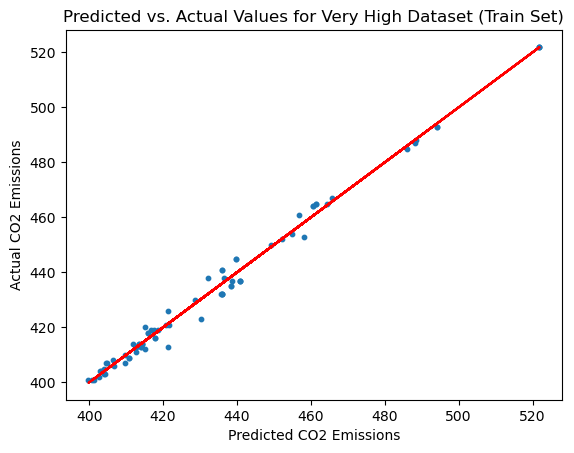 Predicted vs. Actual Values for Very High Dataset (Train Set)
520
500
480
460
440
420
400
Actual CO2 Emissions
400 420 440 460 480 500 520
Predicted CO2 Emissions